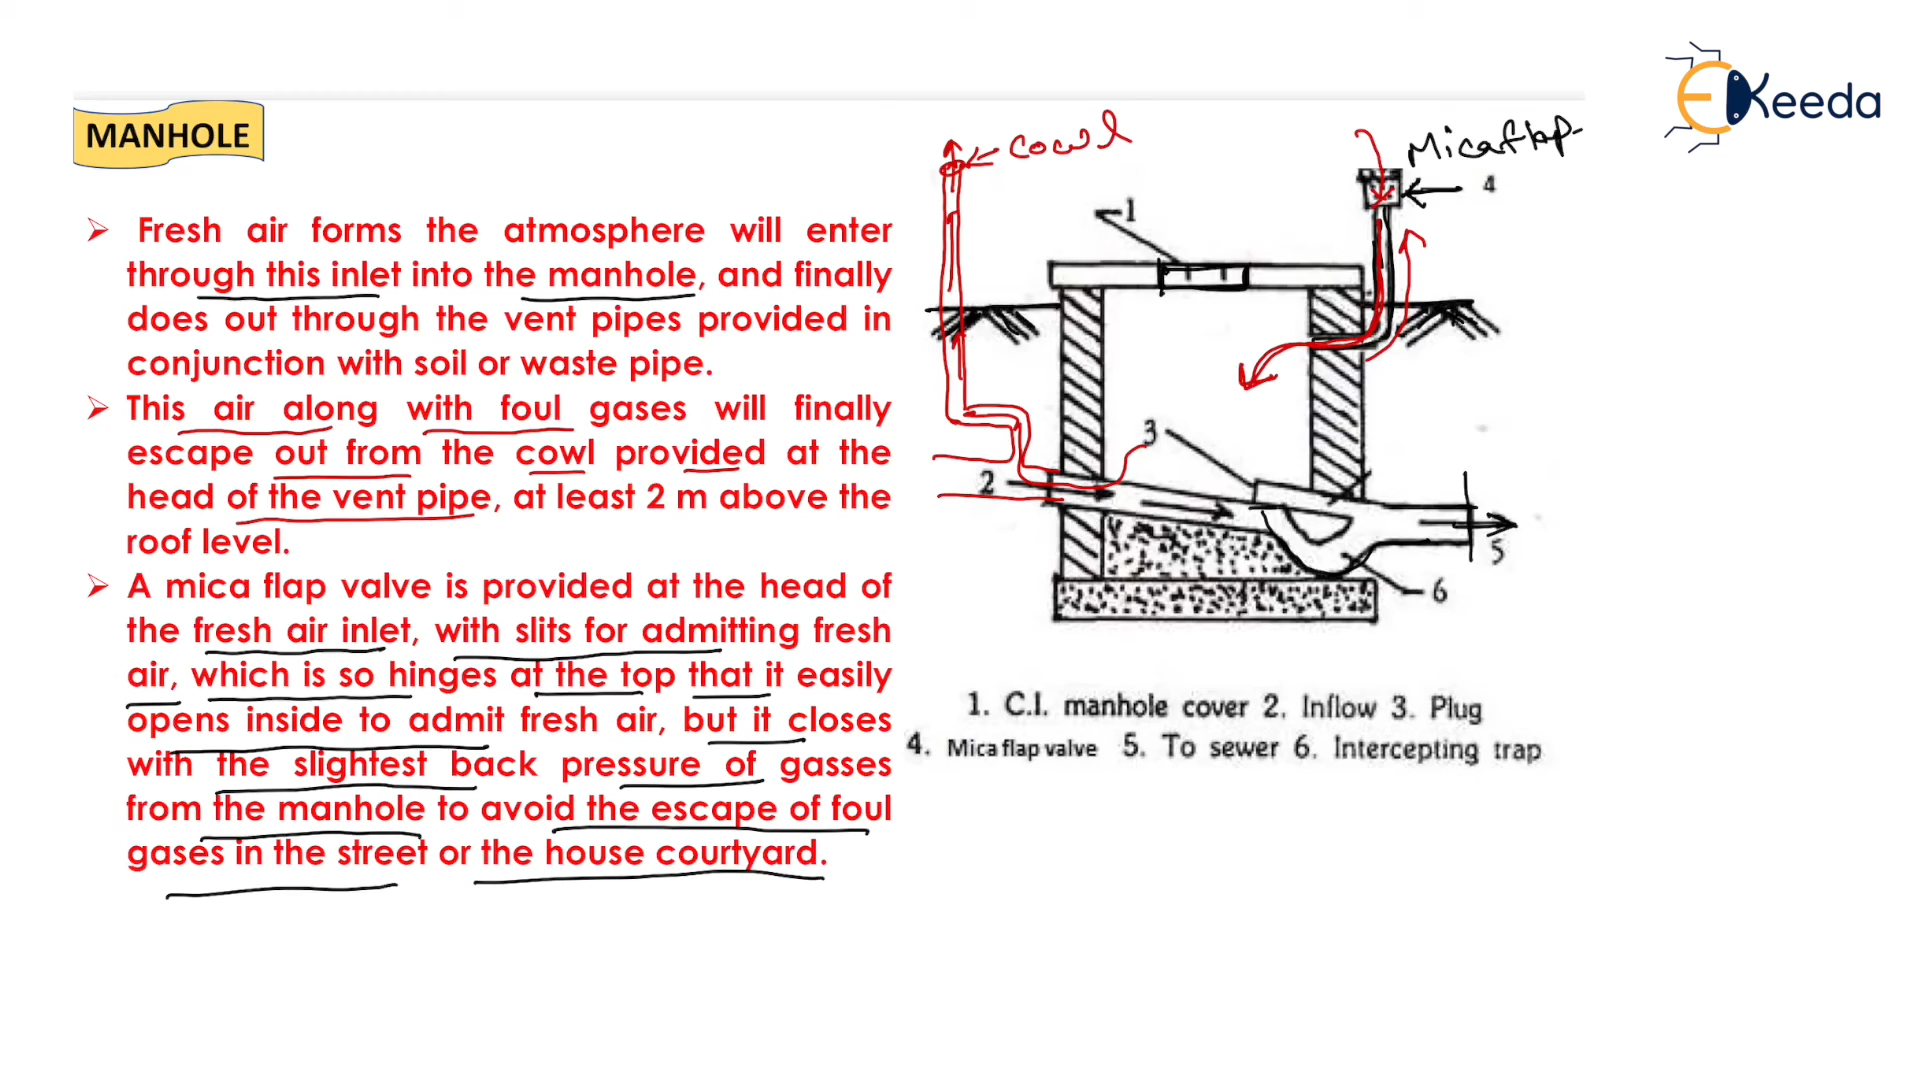 Keeda
MANHOLE
➢ Fresh air forms the atmosphere will enter
through this inlet into the manhole, and finally
does out through the vent pipes provided in
conjunction with soil or waste pipe.
➢ This air along with foul gases will finally
escape out from the cowl provided at the
head of the vent pipe, at least 2 m above the
roof level.
➢ A mica flap valve is provided at the head of
the fresh air inlet, with slits for admitting fresh
air, which is so hinges at the top that it easily
opens inside to admit fresh air, but it closes
with the slightest back pressure of gasses
from the manhole to avoid the escape of foul
gases in the street or the house courtyard.
Cowl
Mica flap
4
1
3
2
5
6
1. C.I. manhole cover 2. Inflow 3. Plug
4. Mica flap valve 5. To sewer 6. Intercepting trap